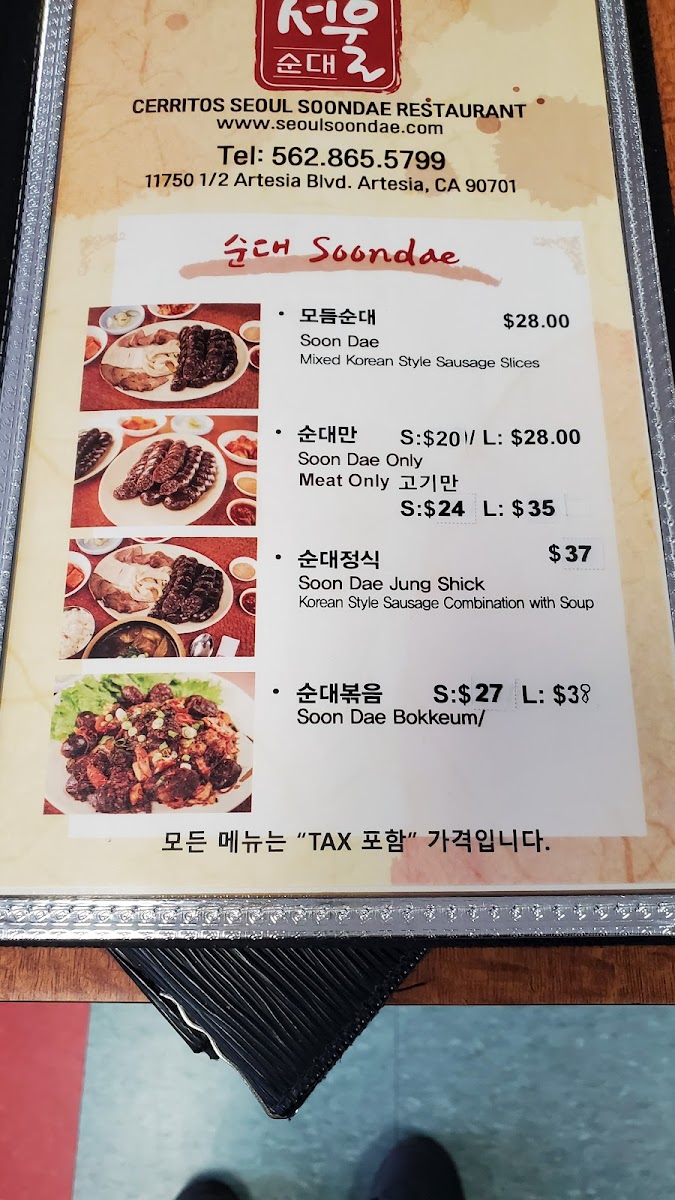 서울
순대
CERRITOS SEOUL SOONDAE RESTAURANT
www.seoulsoondae.com
Tel: 562.865.5799
11750 1/2 Artesia Blvd. Artesia, CA 90701
순대 Soondae
• 모듬순대 $28.00
Soon Dae
Mixed Korean Style Sausage Slices
• 순대만 S:$20 / L: $28.00
Soon Dae Only
Meat Only 고기만
S:$24 L: $35
• 순대정식 $37
Soon Dae Jung Shick
Korean Style Sausage Combination with Soup
• 순대볶음 S:$27 L: $38
Soon Dae Bokkeum/
모든 메뉴는 “TAX 포함” 가격입니다.